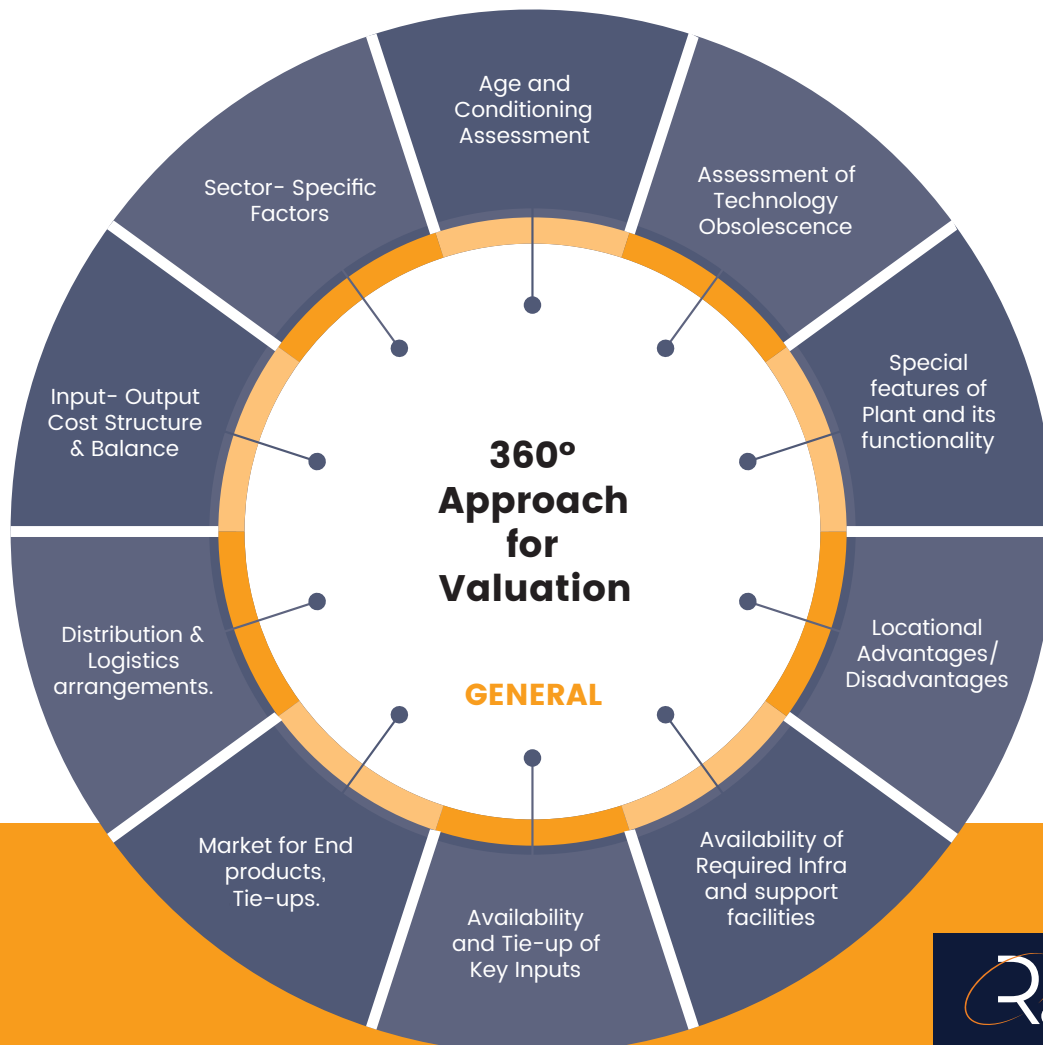 Age and
Conditioning
Assessment
Assessment of
Technology
Obsolescence
Special
features of
Plant and its
functionality
Locational
Advantages/
Disadvantages
Availability of
Required Infra
and support
facilities
Availability
and Tie-up of
Key Inputs
Market for End
products,
Tie-ups.
Distribution &
Logistics
arrangements.
Input- Output
Cost Structure
& Balance
Sector- Specific
Factors
360°
Approach
for
Valuation
GENERAL